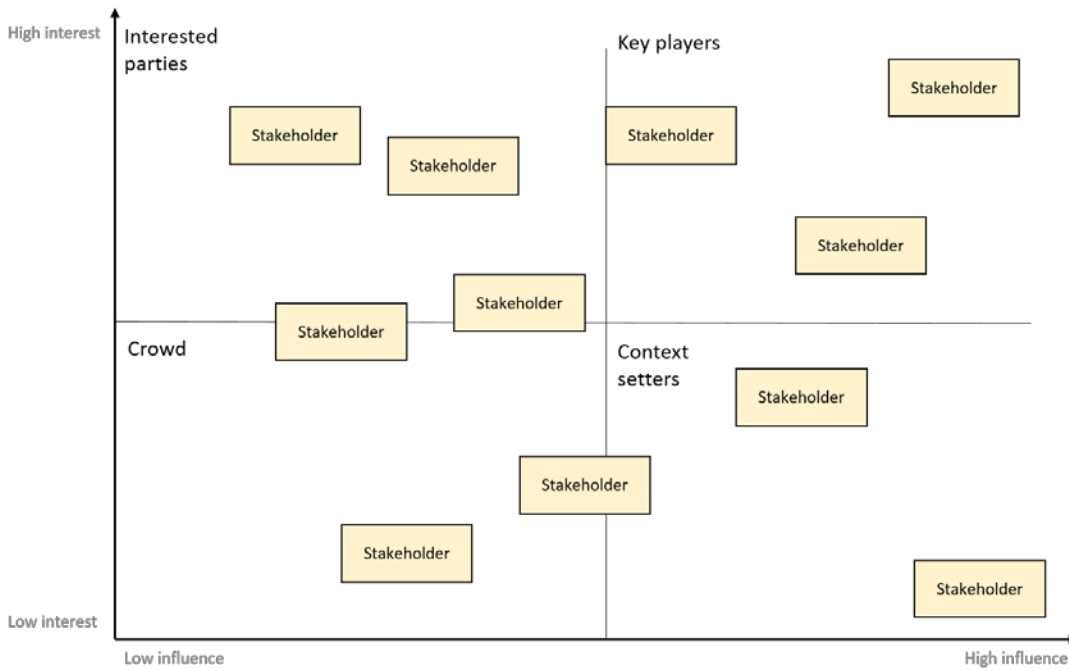 High interest
Interested
parties
Key players
Stakeholder
Stakeholder
Stakeholder
Stakeholder
Stakeholder
Stakeholder
Stakeholder
Crowd
Context
setters
Stakeholder
Stakeholder
Stakeholder
Stakeholder
Low interest
Low influence
High influence